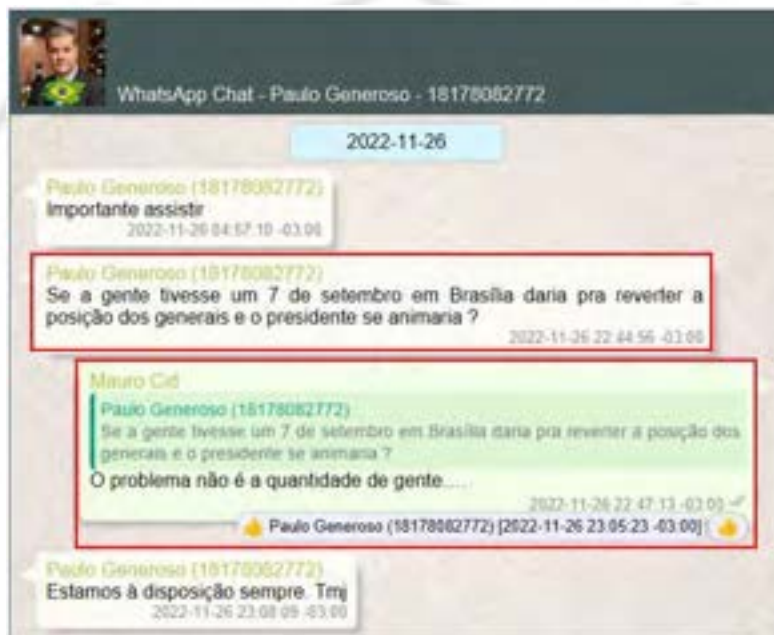 WhatsApp Chat - Paulo Generoso - 18178082772
2022-11-26
Paulo Generoso (18178082772)
Importante assistir
2022-11-26 04:57:10 -03:00
Paulo Generoso (18178082772)
Se a gente tivesse um 7 de setembro em Brasília daria pra reverter a
posição dos generais e o presidente se animaria ?
2022-11-26 22:44:56 -03:00
Mauro Cid
Paulo Generoso (18178082772)
Se a gente tivesse um 7 de setembro em Brasília daria pra reverter a posição dos
generais e o presidente se animaria ?
O problema não é a quantidade de gente.....
2022-11-26 22:47:13 -03:00
Paulo Generoso (18178082772) [2022-11-26 23:05:23 -03:00]
Paulo Generoso (18178082772)
Estamos à disposição sempre. Tmj
2022-11-26 23:08:09 -03:00